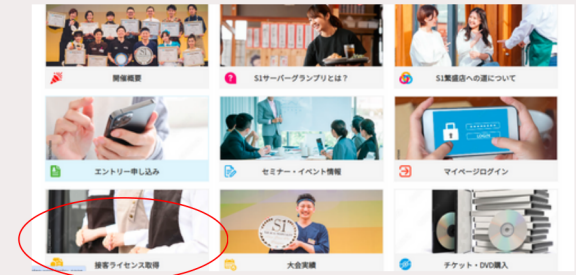 開催概要
S1サーバーグランプリとは？
S1繁盛店への道について
エントリー申し込み
セミナー・イベント情報
マイページログイン
接客ライセンス取得
S1
大会実績
チケット・DVD購入